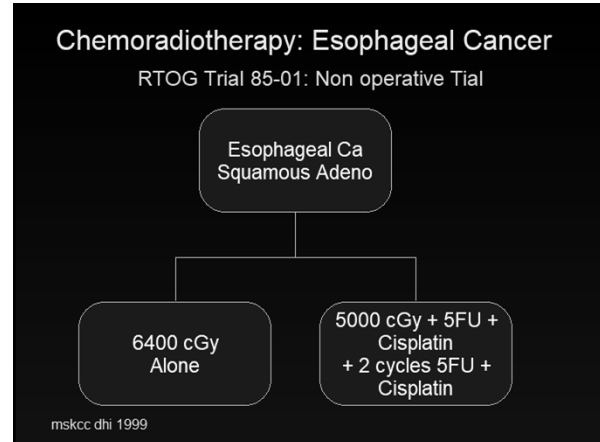 Chemoradiotherapy: Esophageal Cancer
RTOG Trial 85-01: Non operative Tial
Esophageal Ca
Squamous Adeno
6400 cGy
Alone
5000 cGy + 5FU +
Cisplatin
+ 2 cycles 5FU +
Cisplatin
mskcc dhi 1999